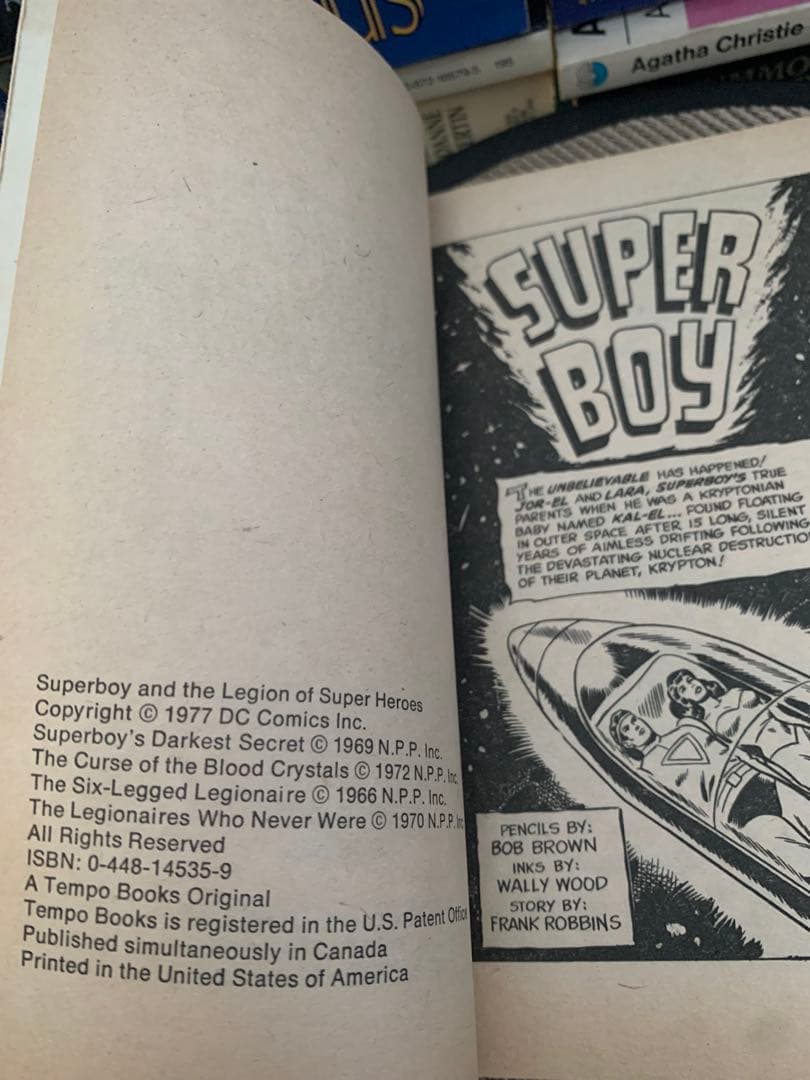 Agatha Christie
SUPER
BOY
THE UNBELIEVABLE HAS HAPPENED!
JOR-EL AND LARA, SUPERBOY'S TRUE
PARENTS WHEN HE WAS A KRYPTONIAN
BABY NAMED KAL-EL... FOUND FLOATING
IN OUTER SPACE AFTER 15 LONG, SILENT
YEARS OF AIMLESS DRIFTING FOLLOWING
THE DEVASTATING NUCLEAR DESTRUCTIO
OF THEIR PLANET, KRYPTON!
PENCILS BY:
BOB BROWN
INKS BY:
WALLY WOOD
STORY BY:
FRANK ROBBINS
Superboy and the Legion of Super Heroes
Copyright © 1977 DC Comics Inc.
Superboy's Darkest Secret © 1969 N.P.P. Inc.
The Curse of the Blood Crystals © 1972 N.P.P. Inc.
The Six-Legged Legionaire © 1966 N.P.P. Inc.
The Legionaires Who Never Were © 1970 N.P.P. Inc
All Rights Reserved
ISBN: 0-448-14535-9
A Tempo Books Original
Tempo Books is registered in the U.S. Patent Office
Published simultaneously in Canada
Printed in the United States of America